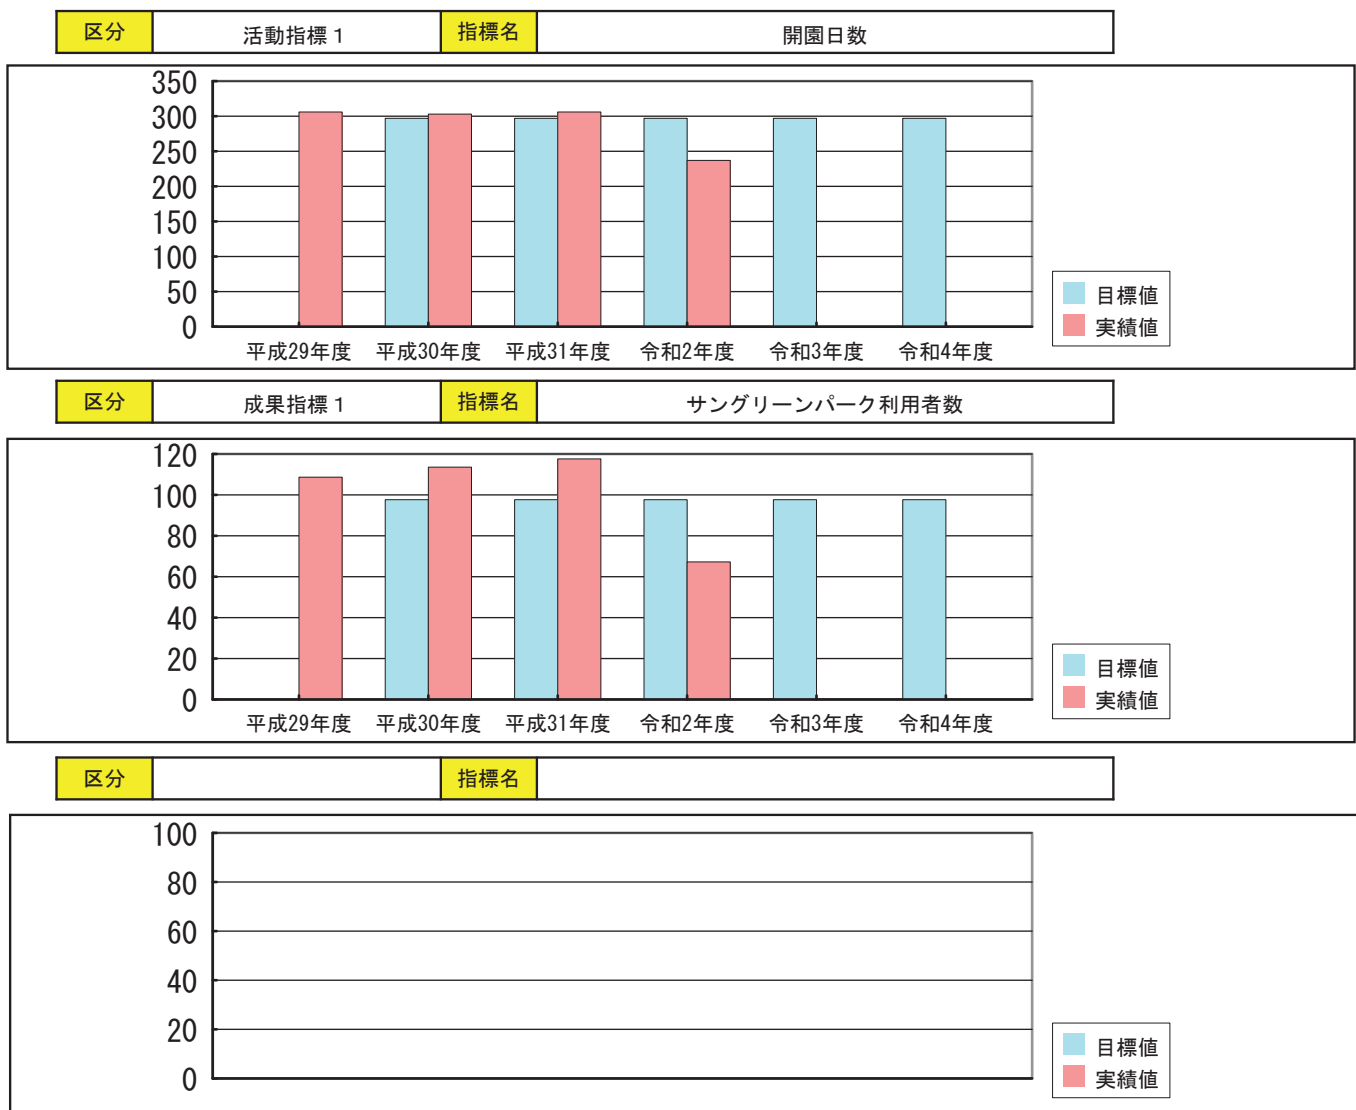 区分 活動指標1 指標名 開園日数
350
300
250
200
150
100
50
0
平成29年度 平成30年度 平成31年度 令和2年度 令和3年度 令和4年度
目標値
実績値
区分 成果指標1 指標名 サングリーンパーク利用者数
120
100
80
60
40
20
0
平成29年度 平成30年度 平成31年度 令和2年度 令和3年度 令和4年度
目標値
実績値
区分 指標名
100
80
60
40
20
0
目標値
実績値